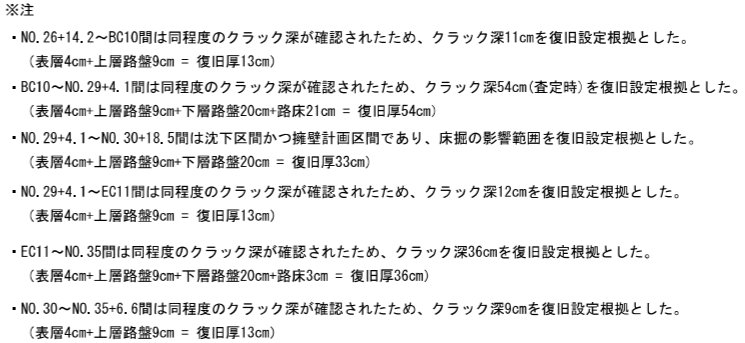 ※注
・NO.26+14.2～BC10間は同程度のクラック深が確認されたため、クラック深11cmを復旧設定根拠とした。
（表層4cm+上層路盤9cm = 復旧厚13cm）
・BC10～NO.29+4.1間は同程度のクラック深が確認されたため、クラック深54cm(査定時)を復旧設定根拠とした。
（表層4cm+上層路盤9cm+下層路盤20cm+路床21cm = 復旧厚54cm）
・NO.29+4.1～NO.30+18.5間は沈下区間かつ擁壁計画区間であり、床掘の影響範囲を復旧設定根拠とした。
（表層4cm+上層路盤9cm+下層路盤20cm = 復旧厚33cm）
・NO.29+4.1～EC11間は同程度のクラック深が確認されたため、クラック深12cmを復旧設定根拠とした。
（表層4cm+上層路盤9cm = 復旧厚13cm）
・EC11～NO.35間は同程度のクラック深が確認されたため、クラック深36cmを復旧設定根拠とした。
（表層4cm+上層路盤9cm+下層路盤20cm+路床3cm = 復旧厚36cm）
・NO.30～NO.35+6.6間は同程度のクラック深が確認されたため、クラック深9cmを復旧設定根拠とした。
（表層4cm+上層路盤9cm = 復旧厚13cm）